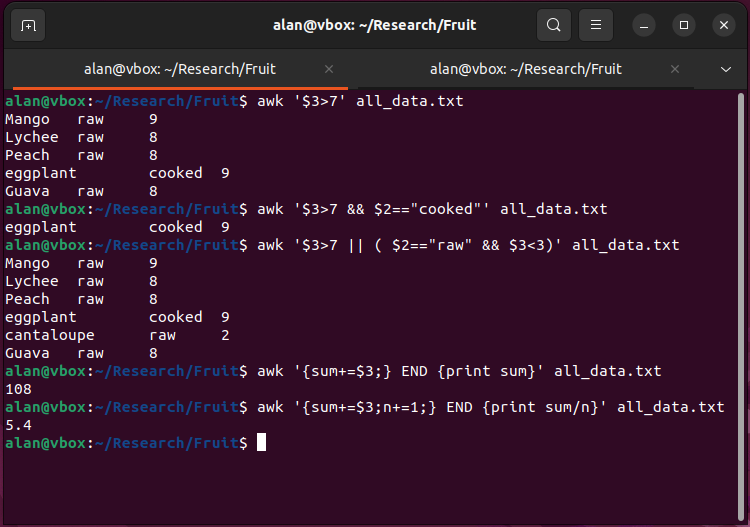 alan@vbox: ~/Research/Fruit
alan@vbox: ~/Research/Fruit × alan@vbox: ~/Research/Fruit ×
alan@vbox:~/Research/Fruit$ awk '$3>7' all_data.txt
Mango   raw     9
Lychee  raw     8
Peach   raw     8
eggplant        cooked  9
Guava   raw     8
alan@vbox:~/Research/Fruit$ awk '$3>7 && $2=="cooked"' all_data.txt
eggplant        cooked  9
alan@vbox:~/Research/Fruit$ awk '$3>7 || ( $2=="raw" && $3<3)' all_data.txt
Mango   raw     9
Lychee  raw     8
Peach   raw     8
eggplant        cooked  9
cantaloupe      raw     2
Guava   raw     8
alan@vbox:~/Research/Fruit$ awk '{sum+=$3;} END {print sum}' all_data.txt
108
alan@vbox:~/Research/Fruit$ awk '{sum+=$3;n+=1;} END {print sum/n}' all_data.txt
5.4
alan@vbox:~/Research/Fruit$